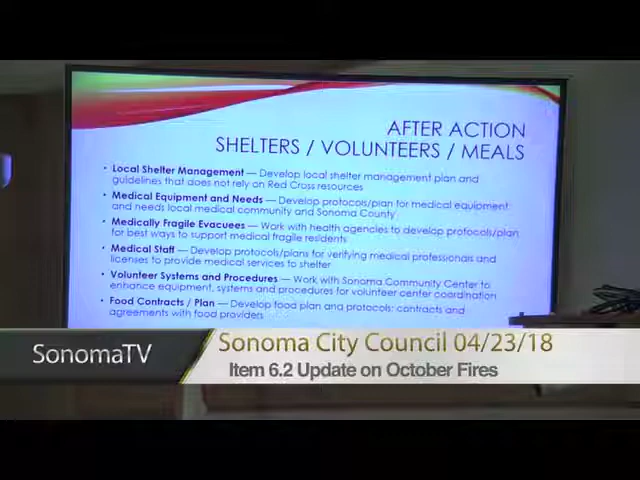 AFTER ACTION
SHELTERS / VOLUNTEERS / MEALS
• Local Shelter Management — Develop local shelter management plan and
guidelines that does not rely on Red Cross resources
• Medical Equipment and Needs — Develop protocols/plan for medical equipment
and needs local medical community and Sonoma County
• Medically Fragile Evacuees — Work with health agencies to develop protocols/plan
for best ways to support medical fragile residents
• Medical Staff — Develop protocols/plans for verifying medical professionals and
licenses to provide medical services to shelter
• Volunteer Systems and Procedures — Work with Sonoma Community Center to
enhance equipment, systems and procedures for volunteer center coordination
• Food Contracts / Plan — Develop food plan and protocols; contracts and
agreements with food providers
SonomaTV
Sonoma City Council 04/23/18
Item 6.2 Update on October Fires